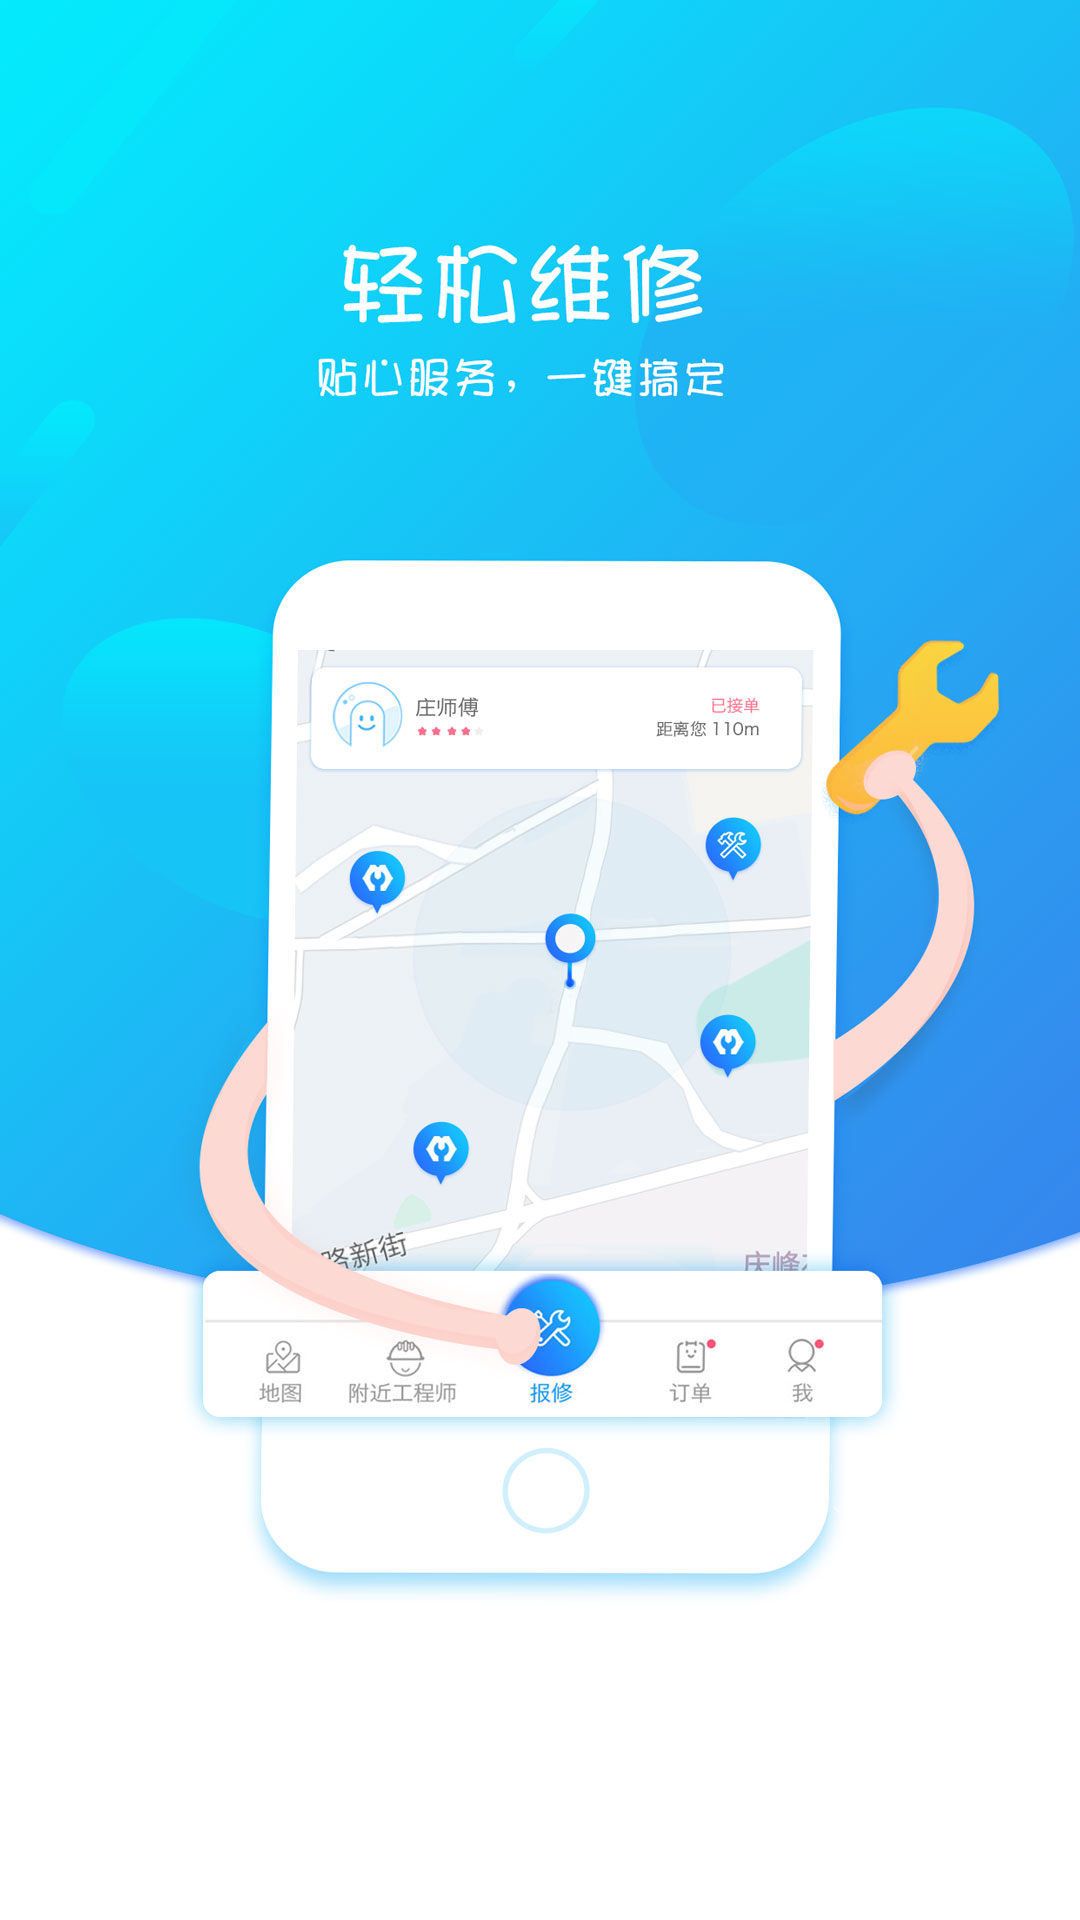 轻松维修
贴心服务，一键搞定
庄师傅
已接单
距离您 110m
路新街
庆峰
地图 附近工程师 报修 订单 我